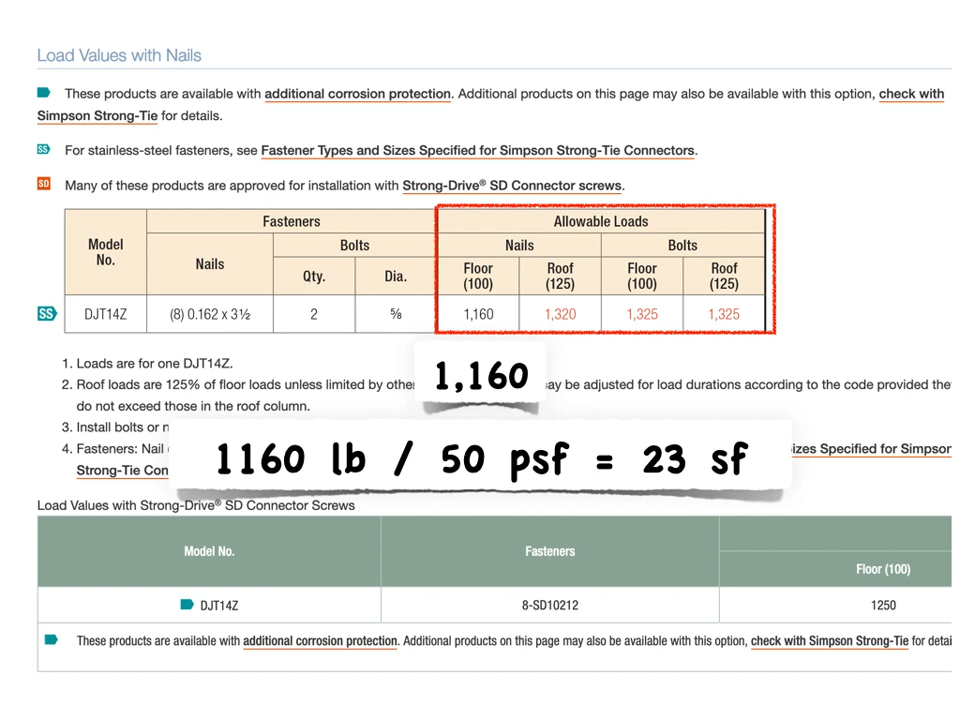 Load Values with Nails
These products are available with additional corrosion protection. Additional products on this page may also be available with this option, check with
Simpson Strong-Tie for details.
SS For stainless-steel fasteners, see Fastener Types and Sizes Specified for Simpson Strong-Tie Connectors.
SD Many of these products are approved for installation with Strong-Drive® SD Connector screws.
Model No. Fasteners Allowable Loads
Nails Bolts Nails Bolts
Qty. Dia. Floor (100) Roof (125) Floor (100) Roof (125)
SS DJT14Z (8) 0.162 x 3½ 2 ⅝ 1,160 1,320 1,325 1,325
1. Loads are for one DJT14Z.
2. Roof loads are 125% of floor loads unless limited by other ay be adjusted for load durations according to the code provided the
do not exceed those in the roof column.
1,160
3. Install bolts or n
4. Fasteners: Nail izes Specified for Simpson
Strong-Tie Con
1160 lb / 50 psf = 23 sf
Load Values with Strong-Drive® SD Connector Screws
Model No. Fasteners
Floor (100)
DJT14Z 8-SD10212 1250
These products are available with additional corrosion protection. Additional products on this page may also be available with this option, check with Simpson Strong-Tie for detai